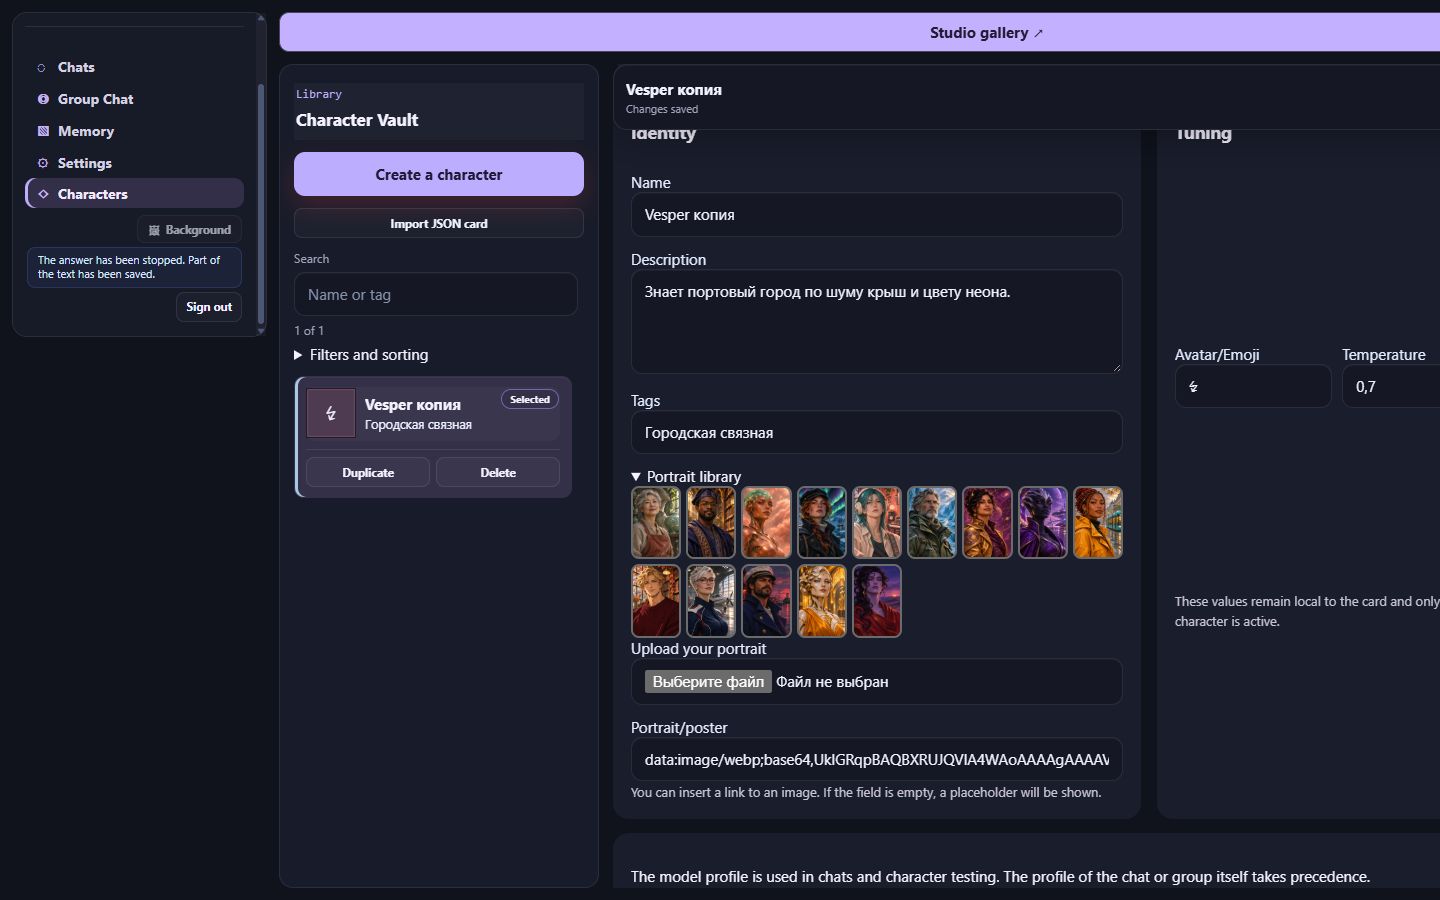 Chats
Group Chat
Memory
Settings
Characters
Background
The answer has been stopped. Part of
the text has been saved.
Sign out
Studio gallery ↗
Library
Character Vault
Create a character
Import JSON card
Search
Name or tag
1 of 1
Filters and sorting
Vesper копия
Selected
Городская связная
Duplicate
Delete
Vesper копия
Changes saved
Identity
Name
Vesper копия
Description
Знает портовый город по шуму крыш и цвету неона.
Tags
Городская связная
Portrait library
Upload your portrait
Выберите файл Файл не выбран
Portrait/poster
data:image/webp;base64,UklGRqpBAQBXRUJQVlA4WAoAAAAgAAAAV
You can insert a link to an image. If the field is empty, a placeholder will be shown.
Tuning
Avatar/Emoji
Temperature
0,7
These values remain local to the card and only
character is active.
The model profile is used in chats and character testing. The profile of the chat or group itself takes precedence.